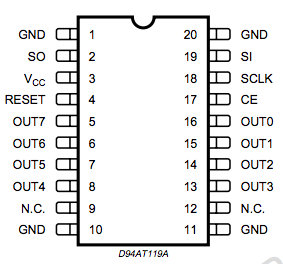 GND 1 20 GND
SO 2 19 SI
VCC 3 18 SCLK
RESET 4 17 CE
OUT7 5 16 OUT0
OUT6 6 15 OUT1
OUT5 7 14 OUT2
OUT4 8 13 OUT3
N.C. 9 12 N.C.
GND 10 11 GND
D94AT119A